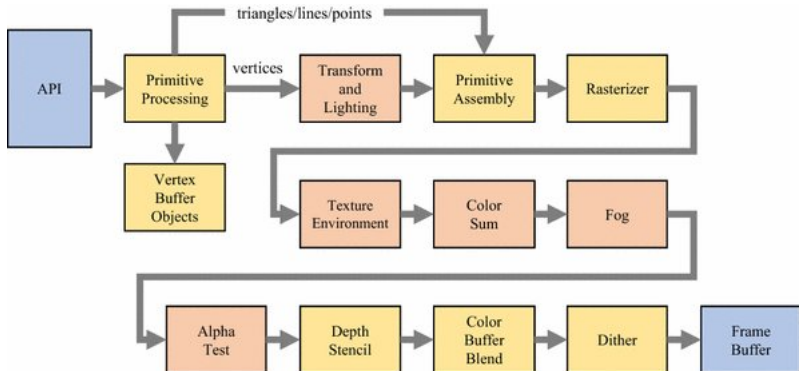 triangles/lines/points
API
Primitive
Processing
vertices
Transform
and
Lighting
Primitive
Assembly
Rasterizer
Vertex
Buffer
Objects
Texture
Environment
Color
Sum
Fog
Alpha
Test
Depth
Stencil
Color
Buffer
Blend
Dither
Frame
Buffer